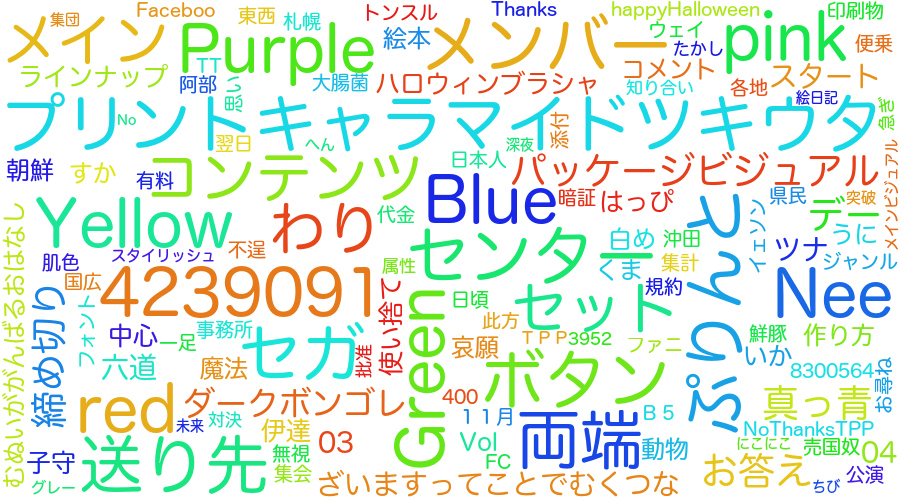 集団
Faceboo
東西
札幌
トンスル
Thanks
happyHalloween
印刷物
メイン
Purple
TT
絵本
メンバー
ウェイ
たかし
pink
便乗
ラインナップ
阿部
思い
大腸菌
ハロウィンブラシャ
コメント
知り合い
各地
スタート
絵日記
急ぎ
プリントキャラマイドツキウタ
No
翌日
へん
深夜
添付
メインビジュアル
朝鮮
すか
有料
コンテンツ
日本人
パッケージビジュアル
Yellow
わり
代金
Blue
暗証
はっぴ
県民
突破
デー
スタイリッシュ
不逞
センター
白め
沖田
イェンソン
うに
肌色
国広
4239091
属性
くま
集計
ツナ
ジャンル
むぬいががんばるおはなし
締め切り
フォント
中心
一足
事務所
セガ
使い捨て
批准
Green
日頃
セット
規約
ぷりんと
Nee
六道
魔法
此方
哀願
TPP
3952
ファニ
鮮豚
作り方
いか
8300564
お尋ね
red
ダークボンゴレ
400
ボタン
真っ青
未来
対決
伊達
03
11月
B5
両端
NoThanksTPP
にこにこ
売国奴
04
子守
グレー
送り先
無視
集会
Vol
FC
動物
お答え
公演
ちび
ざいますってことでむくつな